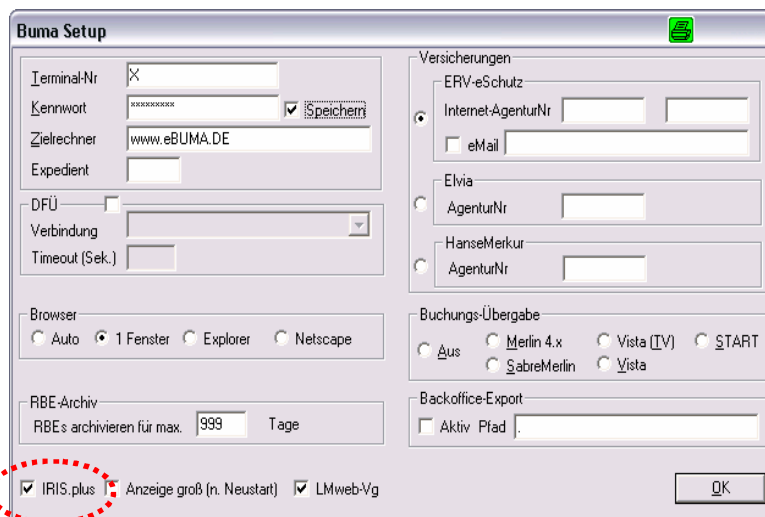 Buma Setup
Terminal-Nr X
Kennwort ********* Speichern
Zielrechner www.eBUMA.DE
Expedient
DFÜ
Verbindung
Timeout (Sek.)
Browser
Auto 1 Fenster Explorer Netscape
RBE-Archiv
RBEs archivieren für max. 999 Tage
IRIS.plus Anzeige groß (n. Neustart) LMweb-Vg
Versicherungen
ERV-eSchutz
Internet-AgenturNr
eMail
Elvia
AgenturNr
HanseMerkur
AgenturNr
Buchungs-Übergabe
Aus Merlin 4.x Vista (TV) START
SabreMerlin Vista
Backoffice-Export
Aktiv Pfad .
OK